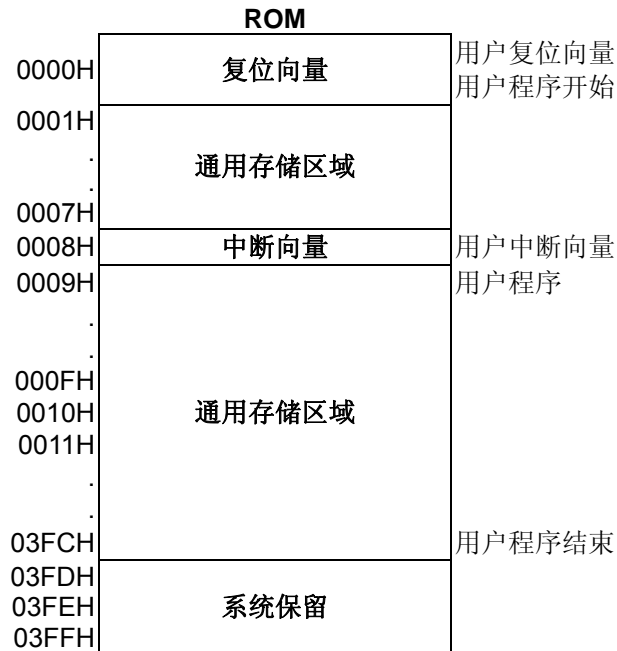 ROM
用户复位向量
0000H 复位向量
用户程序开始
0001H
.
通用存储区域
.
0007H
0008H 中断向量 用户中断向量
0009H 用户程序
.
.
000FH
0010H 通用存储区域
0011H
.
.
03FCH 用户程序结束
03FDH
03FEH 系统保留
03FFH